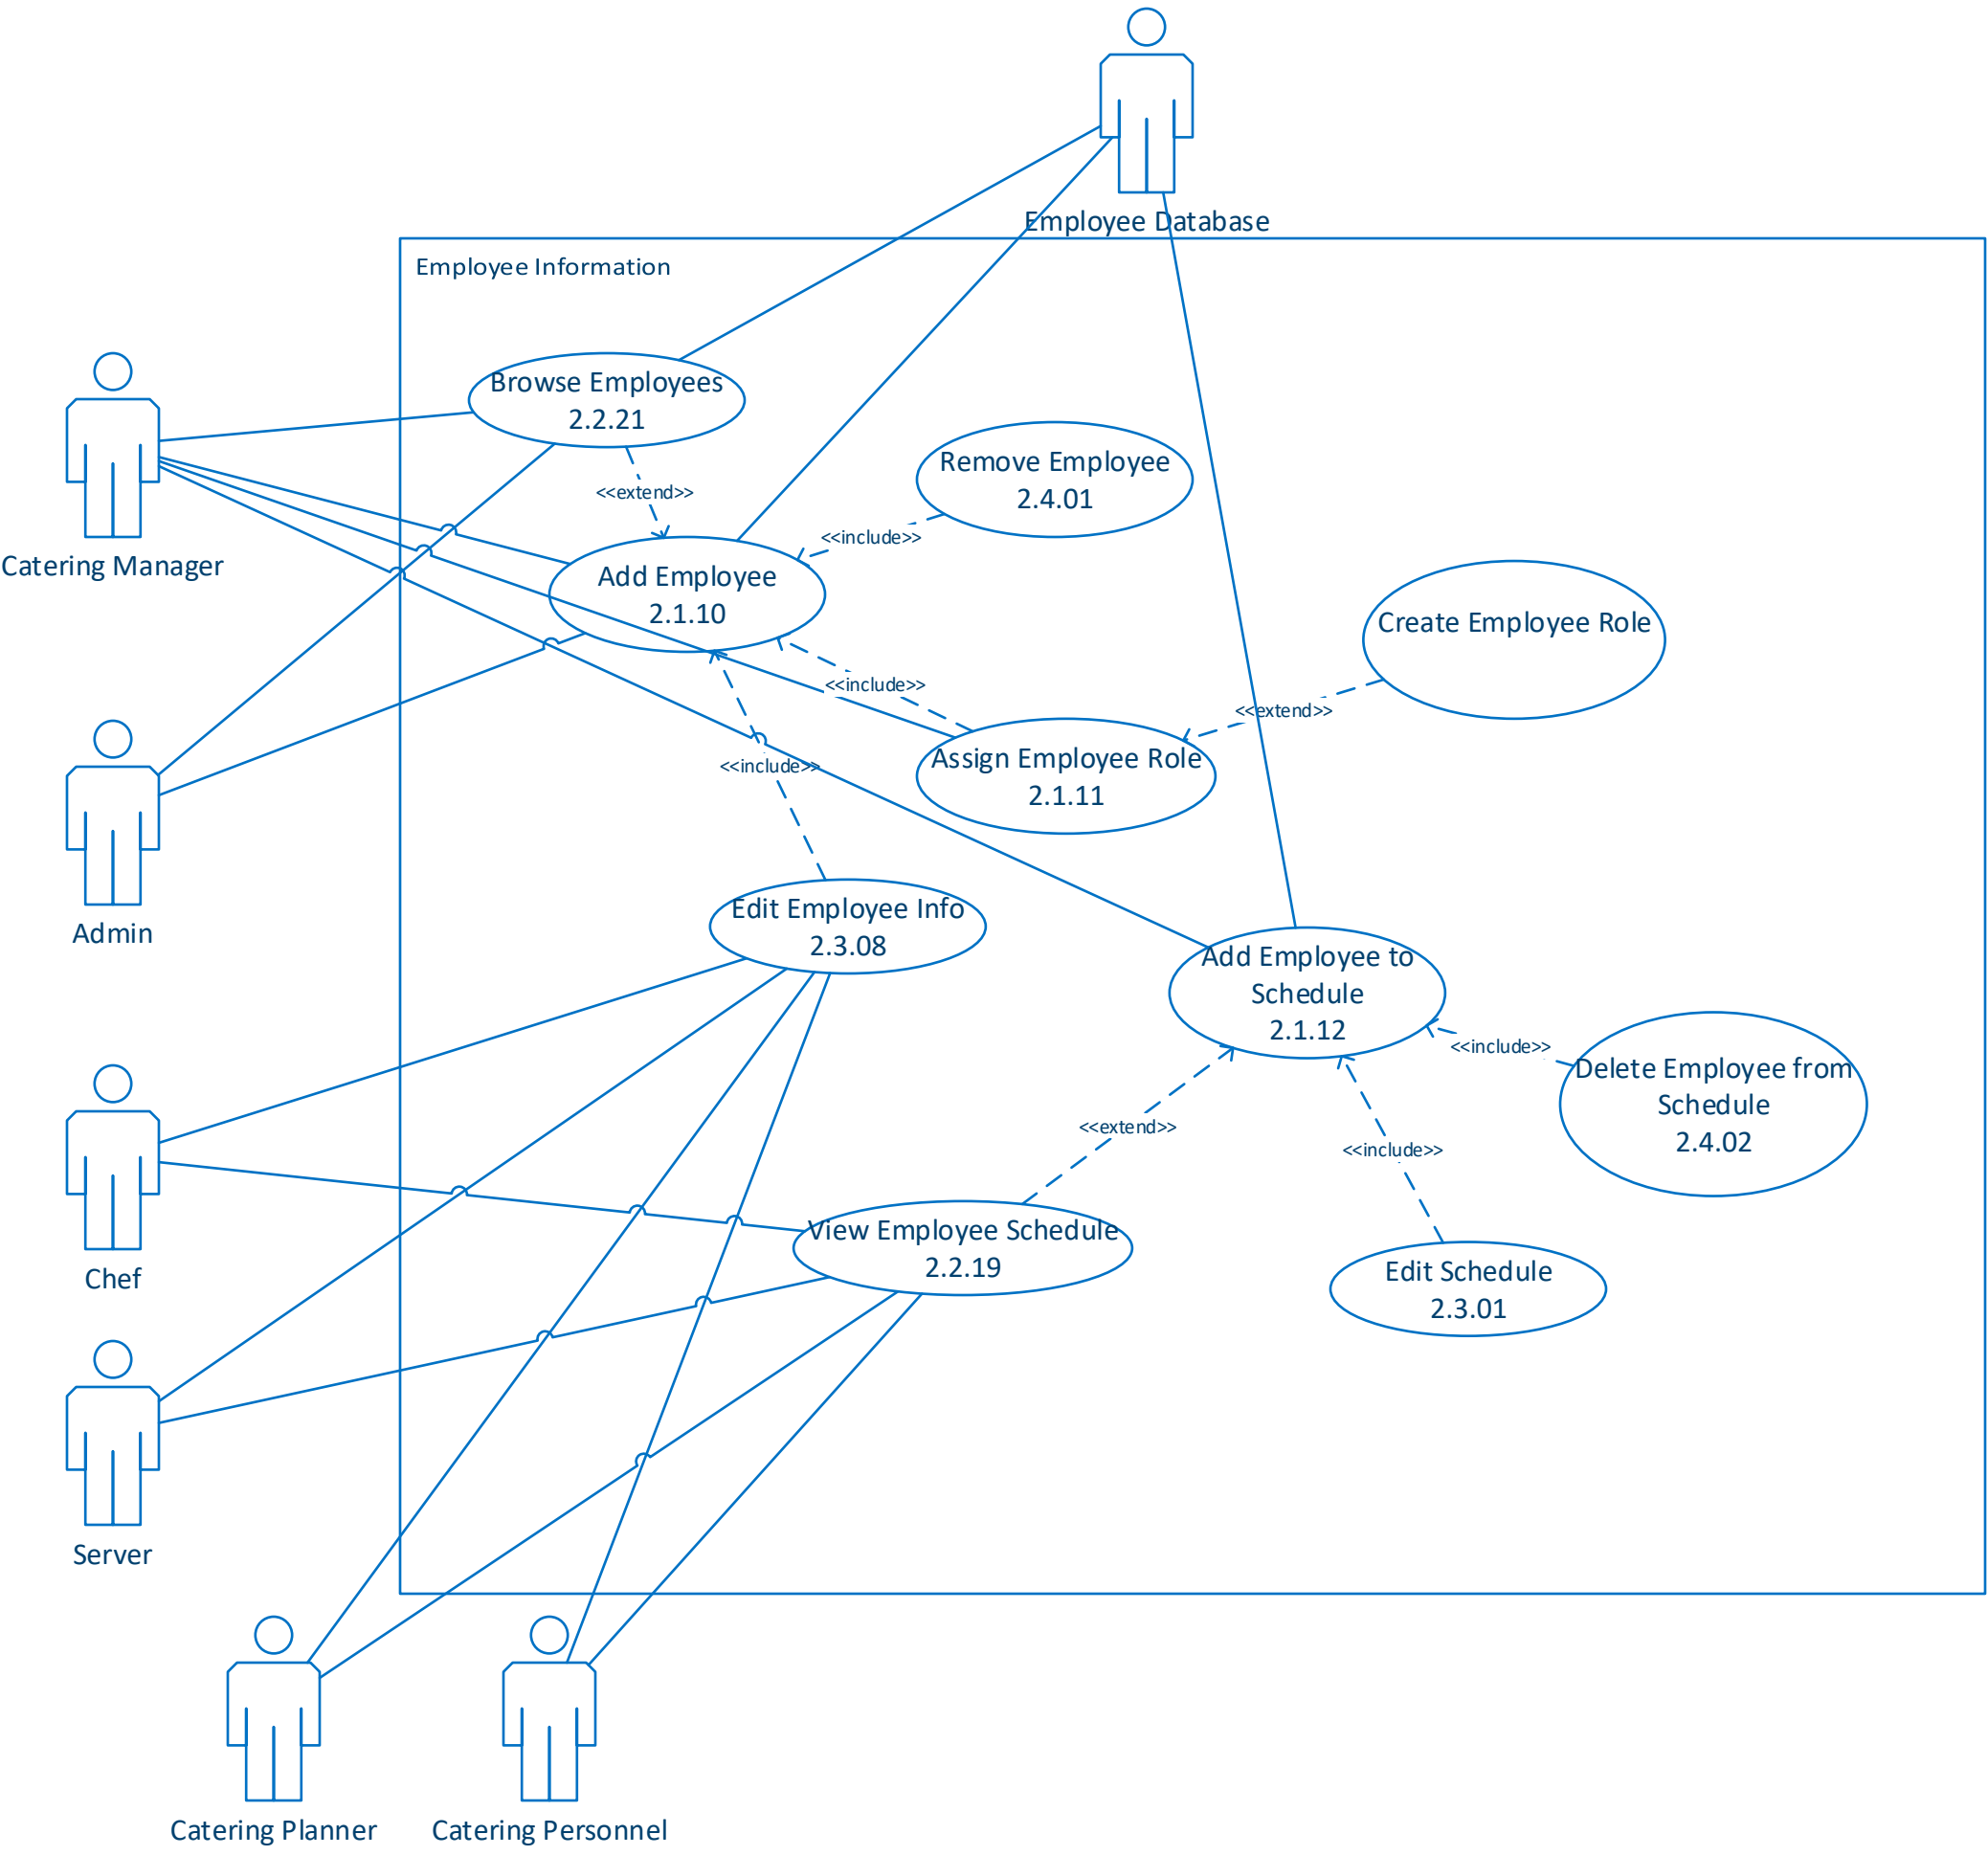 Employee Database
Employee Information
Browse Employees
2.2.21
Remove Employee
2.4.01
<<extend>>
<<include>>
Catering Manager
Add Employee
2.1.10
Create Employee Role
<<include>>
<<extend>>
Assign Employee Role
2.1.11
<<include>>
Admin
Edit Employee Info
2.3.08
Add Employee to
Schedule
2.1.12
<<include>>
Delete Employee from
Schedule
2.4.02
<<extend>>
<<include>>
View Employee Schedule
2.2.19
Chef
Edit Schedule
2.3.01
Server
Catering Planner
Catering Personnel